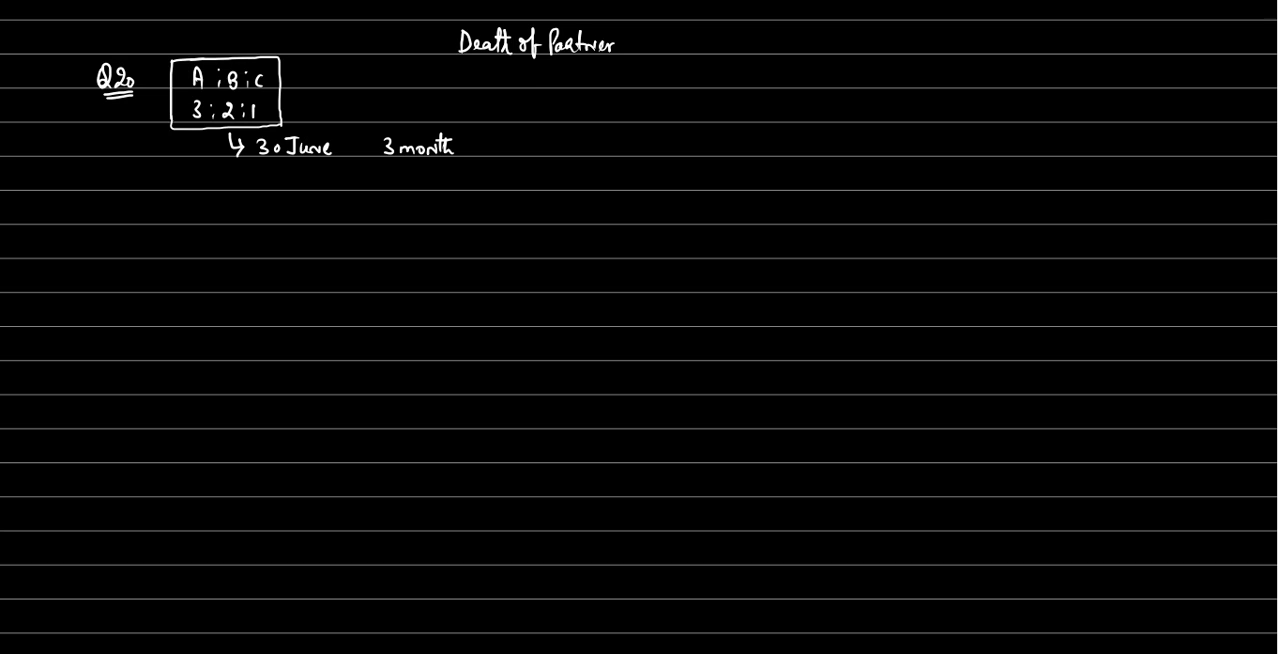 Death of Partner
Q20 A : B : C
3 : 2 : 1
↳ 30 June 3 month